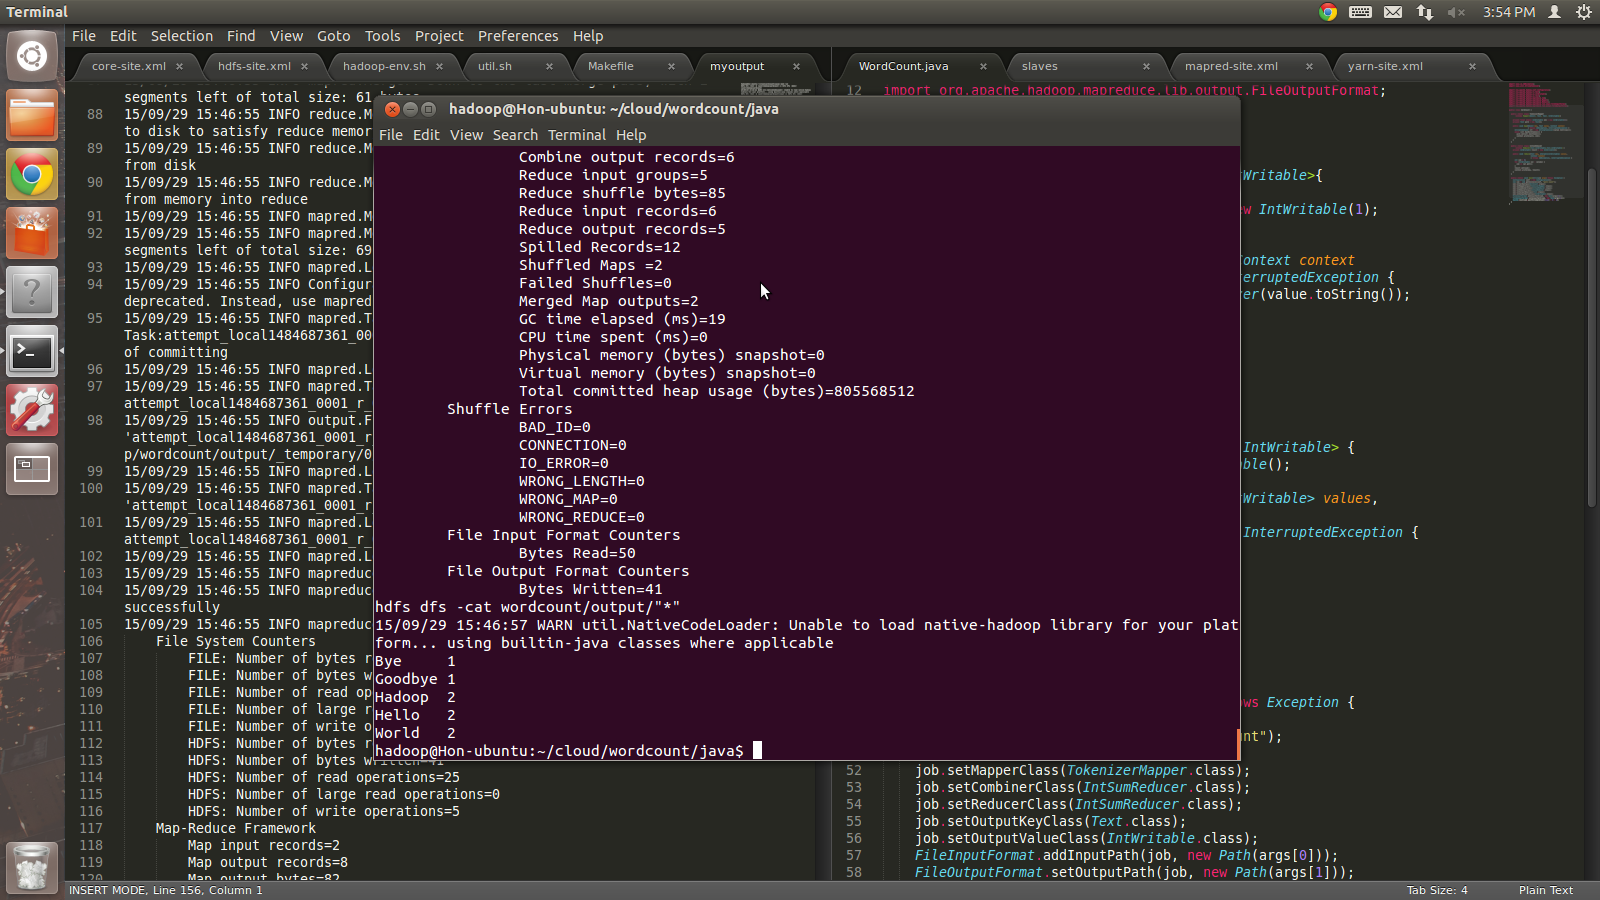 Terminal
3:54 PM
File Edit Selection Find View Goto Tools Project Preferences Help
core-site.xml × hdfs-site.xml × hadoop-env.sh × util.sh × Makefile × myoutput ×
WordCount.java × slaves × mapred-site.xml × yarn-site.xml ×
segments left of total size: 61 bytes
88 15/09/29 15:46:55 INFO reduce.M
to disk to satisfy reduce memor
89 15/09/29 15:46:55 INFO reduce.M
from disk
90 15/09/29 15:46:55 INFO reduce.M
from memory into reduce
91 15/09/29 15:46:55 INFO mapred.M
92 15/09/29 15:46:55 INFO mapred.M
segments left of total size: 69
93 15/09/29 15:46:55 INFO mapred.L
94 15/09/29 15:46:55 INFO Configur
deprecated. Instead, use mapred
95 15/09/29 15:46:55 INFO mapred.T
Task:attempt_local1484687361_00
of committing
96 15/09/29 15:46:55 INFO mapred.L
97 15/09/29 15:46:55 INFO mapred.T
attempt_local1484687361_0001_r_
98 15/09/29 15:46:55 INFO output.F
'attempt_local1484687361_0001_r_
p/wordcount/output/_temporary/0
99 15/09/29 15:46:55 INFO mapred.L
100 15/09/29 15:46:55 INFO mapred.T
'attempt_local1484687361_0001_r_
101 15/09/29 15:46:55 INFO mapred.L
attempt_local1484687361_0001_r_
102 15/09/29 15:46:55 INFO mapred.L
103 15/09/29 15:46:55 INFO mapreduc
104 15/09/29 15:46:55 INFO mapreduc
successfully
105 15/09/29 15:46:55 INFO mapreduc
106 File System Counters
107 FILE: Number of bytes r
108 FILE: Number of bytes w
109 FILE: Number of read op
110 FILE: Number of large r
111 FILE: Number of write o
112 HDFS: Number of bytes r
113 HDFS: Number of bytes written=41
114 HDFS: Number of read operations=25
115 HDFS: Number of large read operations=0
116 HDFS: Number of write operations=5
117 Map-Reduce Framework
118 Map input records=2
119 Map output records=8
120 Map output bytes=82
hadoop@Hon-ubuntu: ~/cloud/wordcount/java
File Edit View Search Terminal Help
Combine output records=6
Reduce input groups=5
Reduce shuffle bytes=85
Reduce input records=6
Reduce output records=5
Spilled Records=12
Shuffled Maps =2
Failed Shuffles=0
Merged Map outputs=2
GC time elapsed (ms)=19
CPU time spent (ms)=0
Physical memory (bytes) snapshot=0
Virtual memory (bytes) snapshot=0
Total committed heap usage (bytes)=805568512
Shuffle Errors
BAD_ID=0
CONNECTION=0
IO_ERROR=0
WRONG_LENGTH=0
WRONG_MAP=0
WRONG_REDUCE=0
File Input Format Counters
Bytes Read=50
File Output Format Counters
Bytes Written=41
hdfs dfs -cat wordcount/output/"*"
15/09/29 15:46:57 WARN util.NativeCodeLoader: Unable to load native-hadoop library for your plat
form... using builtin-java classes where applicable
Bye 1
Goodbye 1
Hadoop 2
Hello 2
World 2
hadoop@Hon-ubuntu:~/cloud/wordcount/java$
12 import org.apache.hadoop.mapreduce.lib.output.FileOutputFormat;
Writable>{
ew IntWritable(1);
Context context
erruptedException {
er(value.toString());
IntWritable> {
ble();
tWritable> values,
InterruptedException {
ws Exception {
nt");
52 job.setMapperClass(TokenizerMapper.class);
53 job.setCombinerClass(IntSumReducer.class);
54 job.setReducerClass(IntSumReducer.class);
55 job.setOutputKeyClass(Text.class);
56 job.setOutputValueClass(IntWritable.class);
57 FileInputFormat.addInputPath(job, new Path(args[0]));
58 FileOutputFormat.setOutputPath(job, new Path(args[1]));
INSERT MODE, Line 156, Column 1
Tab Size: 4 Plain Text